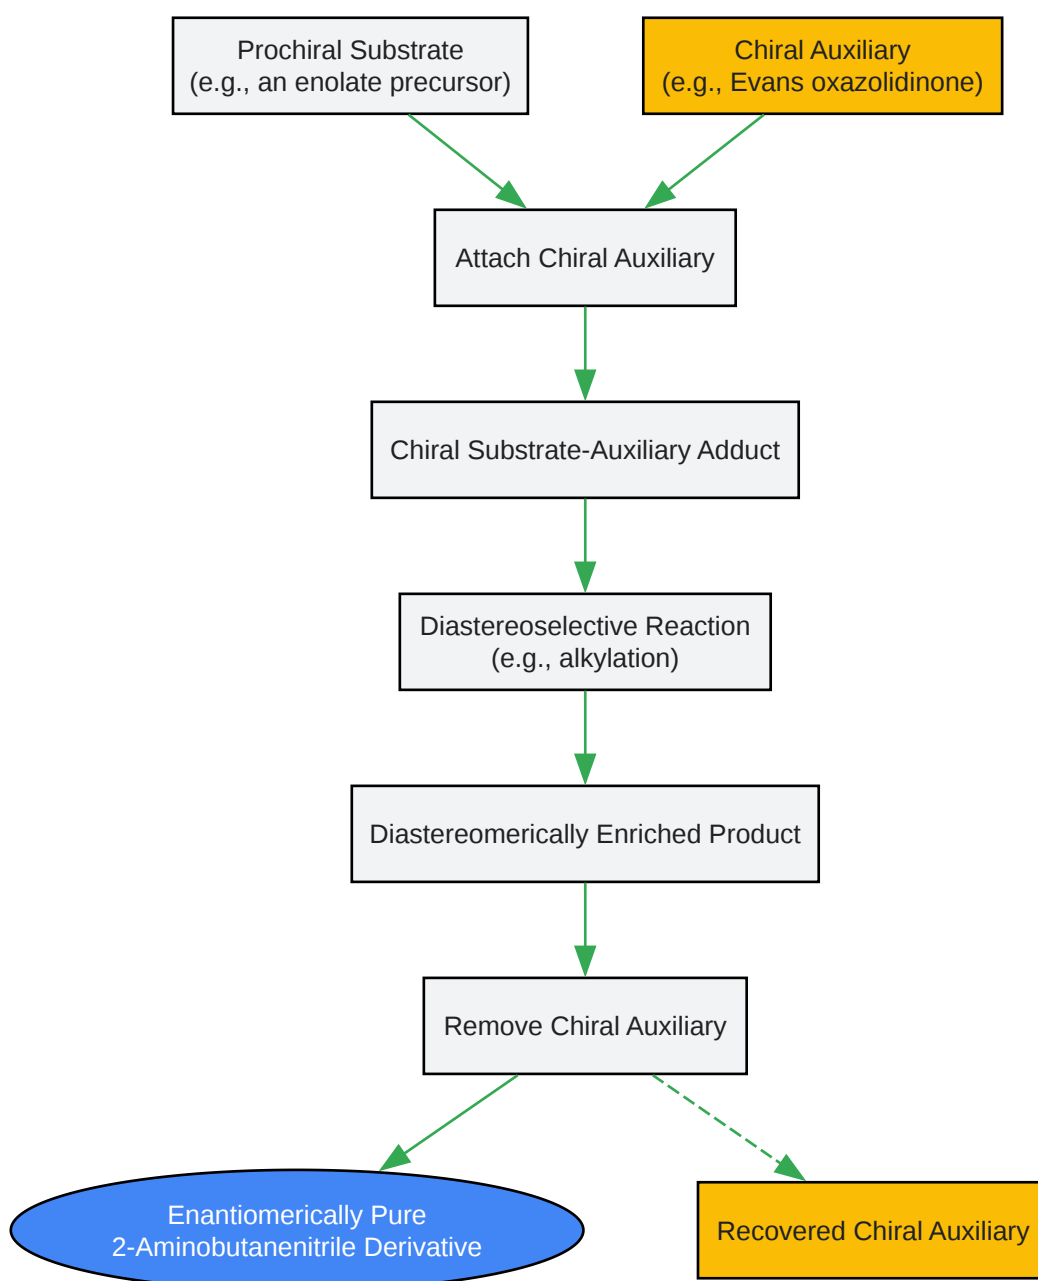 Prochiral Substrate
(e.g., an enolate precursor)
Chiral Auxiliary
(e.g., Evans oxazolidinone)
Attach Chiral Auxiliary
Chiral Substrate-Auxiliary Adduct
Diastereoselective Reaction
(e.g., alkylation)
Diastereomerically Enriched Product
Remove Chiral Auxiliary
Enantiomerically Pure
2-Aminobutanenitrile Derivative
Recovered Chiral Auxiliary